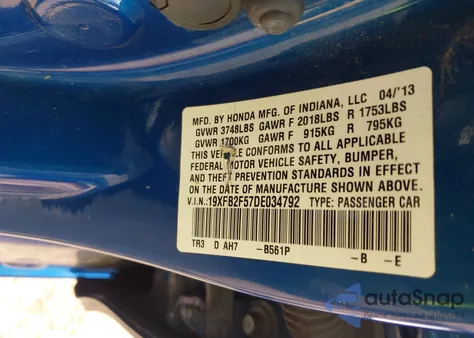 MFD. BY HONDA MFG. OF INDIANA, LLC 04/'13
GVWR 3748LBS GAWR F 2018LBS R 1753LBS
GVWR 1700KG GAWR F 915KG R 795KG
THIS VEHICLE CONFORMS TO ALL APPLICABLE
FEDERAL MOTOR VEHICLE SAFETY, BUMPER,
AND THEFT PREVENTION STANDARDS IN EFFECT
ON THE DATE OF MANUFACTURE SHOWN ABOVE.
V.I.N.: 19XFB2F57DE034792 TYPE: PASSENGER CAR
TR3 D AH7 -B561P -B -E
autoSnap